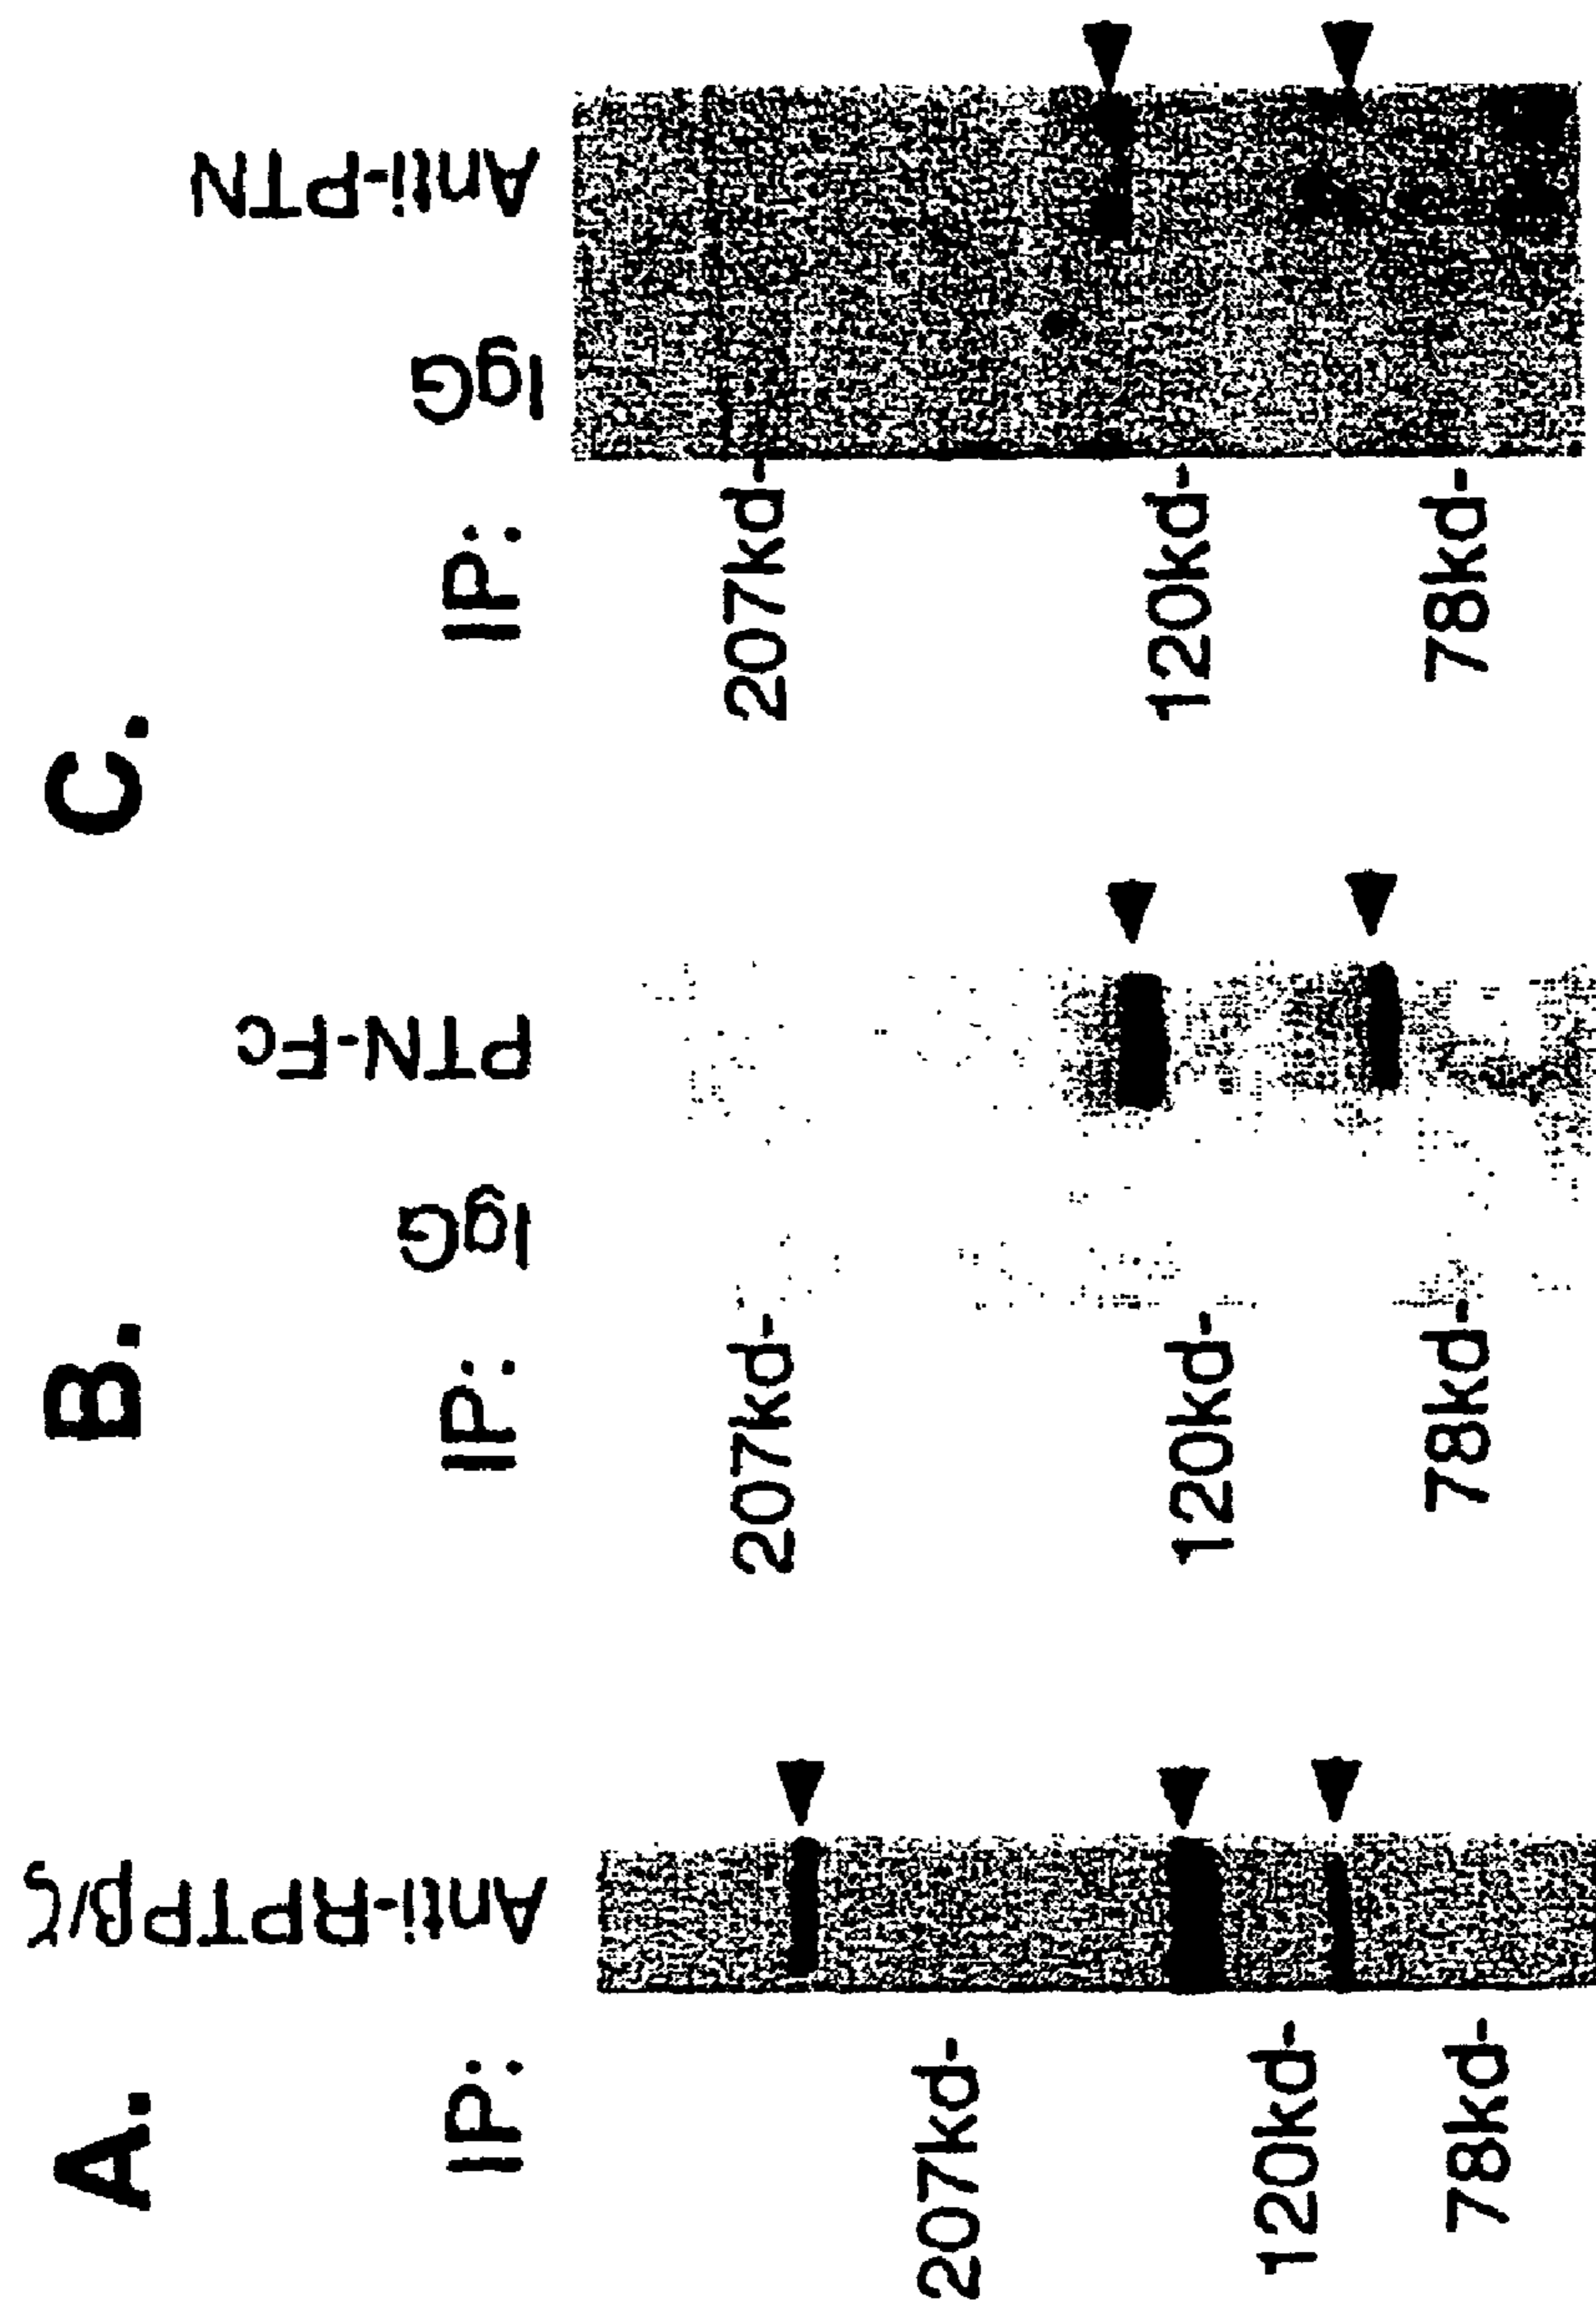 A.
IP:
Anti-RPTPβ/ζ
207kd-
120kd-
78kd-
B.
IP:
IgG
PTN-Fc
207kd-
120kd-
78kd-
C.
IP:
IgG
Anti-PTN
207kd-
120kd-
78kd-